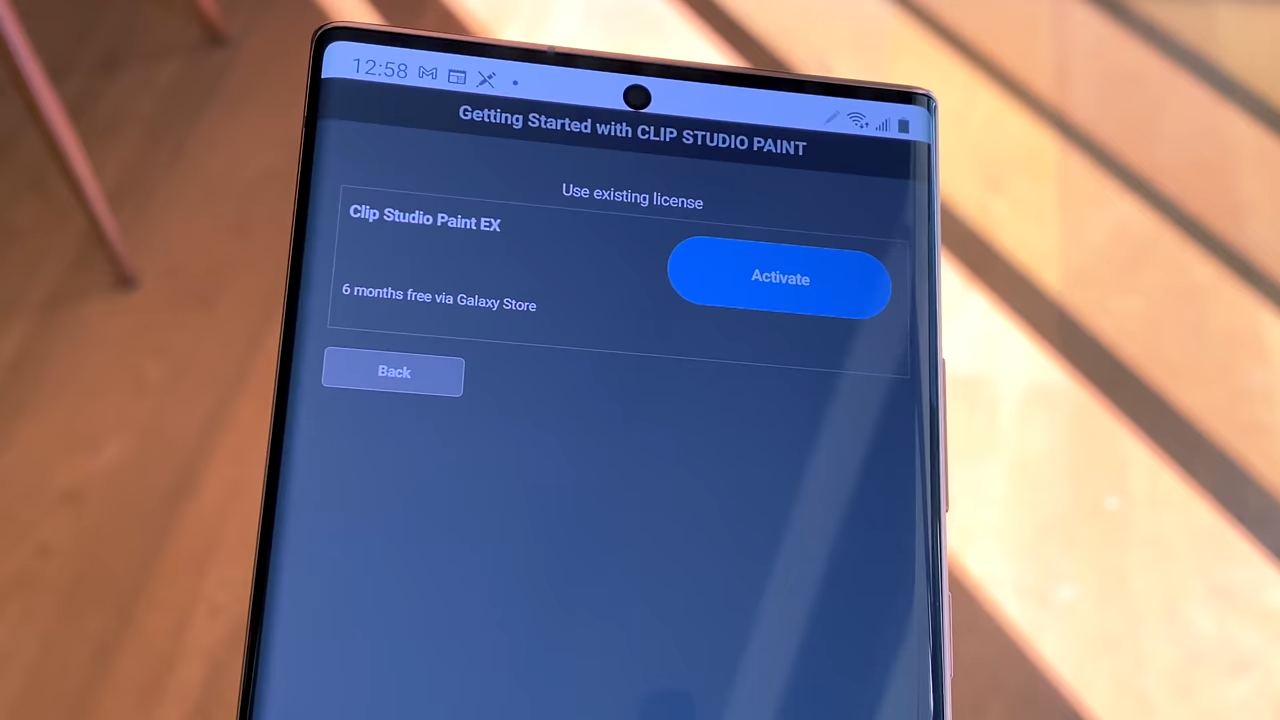 12:58
Getting Started with CLIP STUDIO PAINT
Use existing license
Clip Studio Paint EX
Activate
6 months free via Galaxy Store
Back